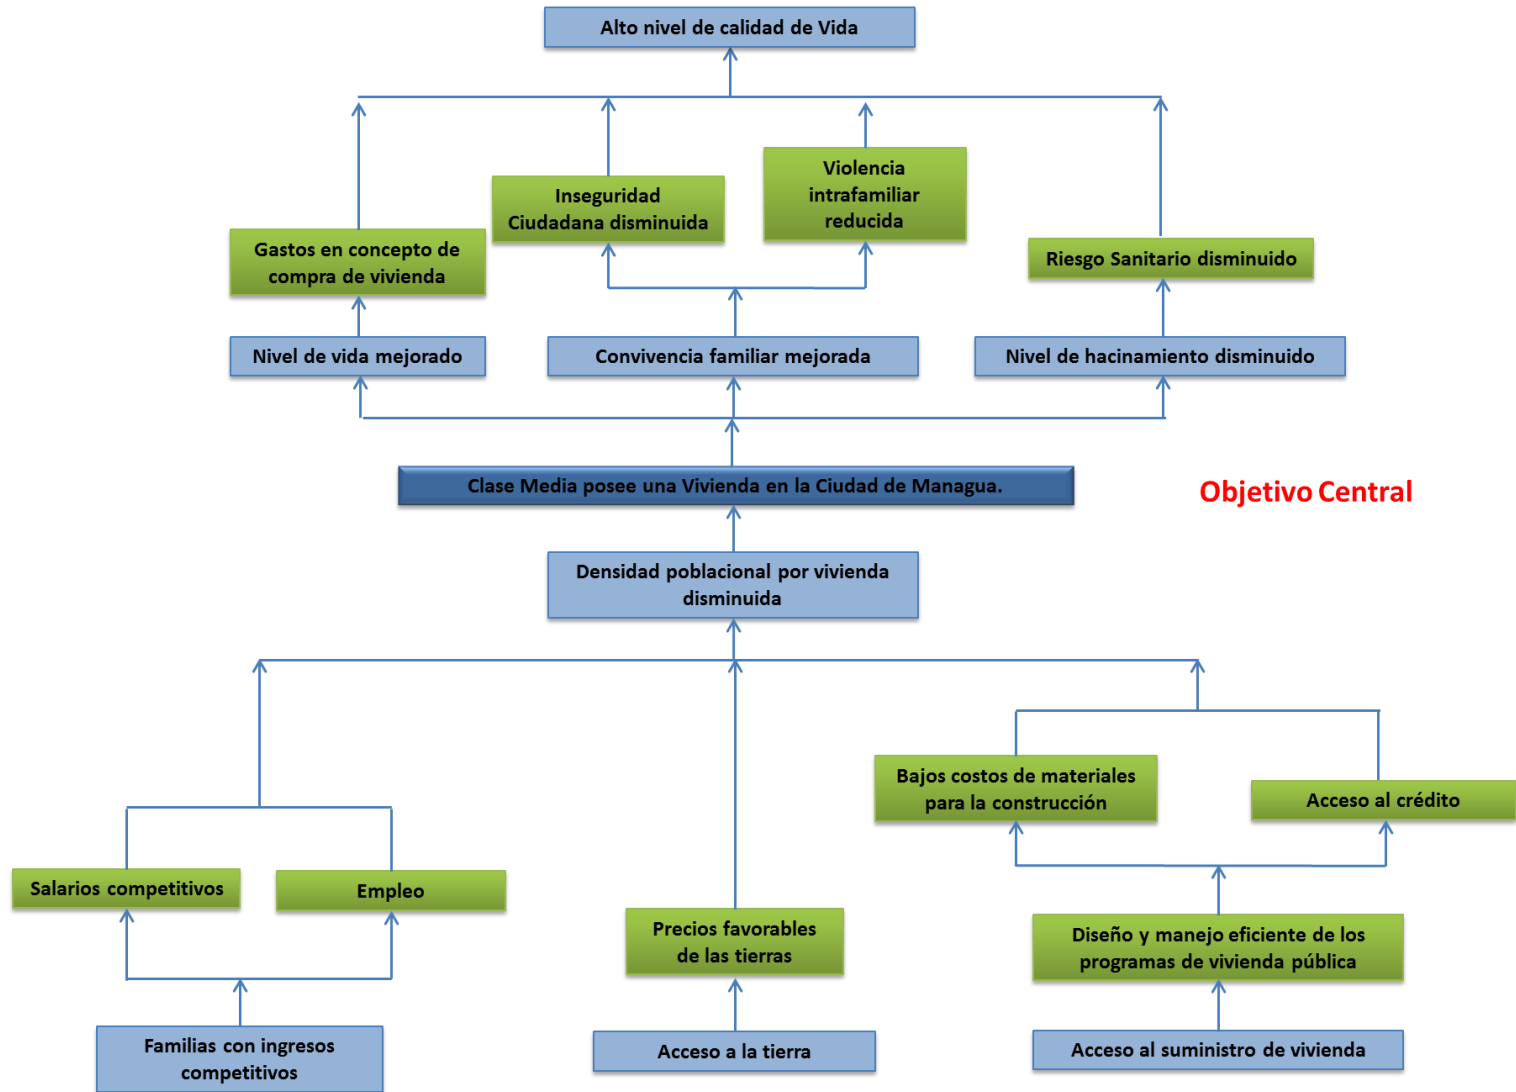 Alto nivel de calidad de Vida
Violencia
intrafamiliar
reducida
Inseguridad
Ciudadana disminuida
Gastos en concepto de
compra de vivienda
Riesgo Sanitario disminuido
Nivel de vida mejorado
Convivencia familiar mejorada
Nivel de hacinamiento disminuido
Clase Media posee una Vivienda en la Ciudad de Managua.
Objetivo Central
Densidad poblacional por vivienda
disminuida
Bajos costos de materiales
para la construcción
Acceso al crédito
Salarios competitivos
Empleo
Precios favorables
de las tierras
Diseño y manejo eficiente de los
programas de vivienda pública
Familias con ingresos
competitivos
Acceso a la tierra
Acceso al suministro de vivienda